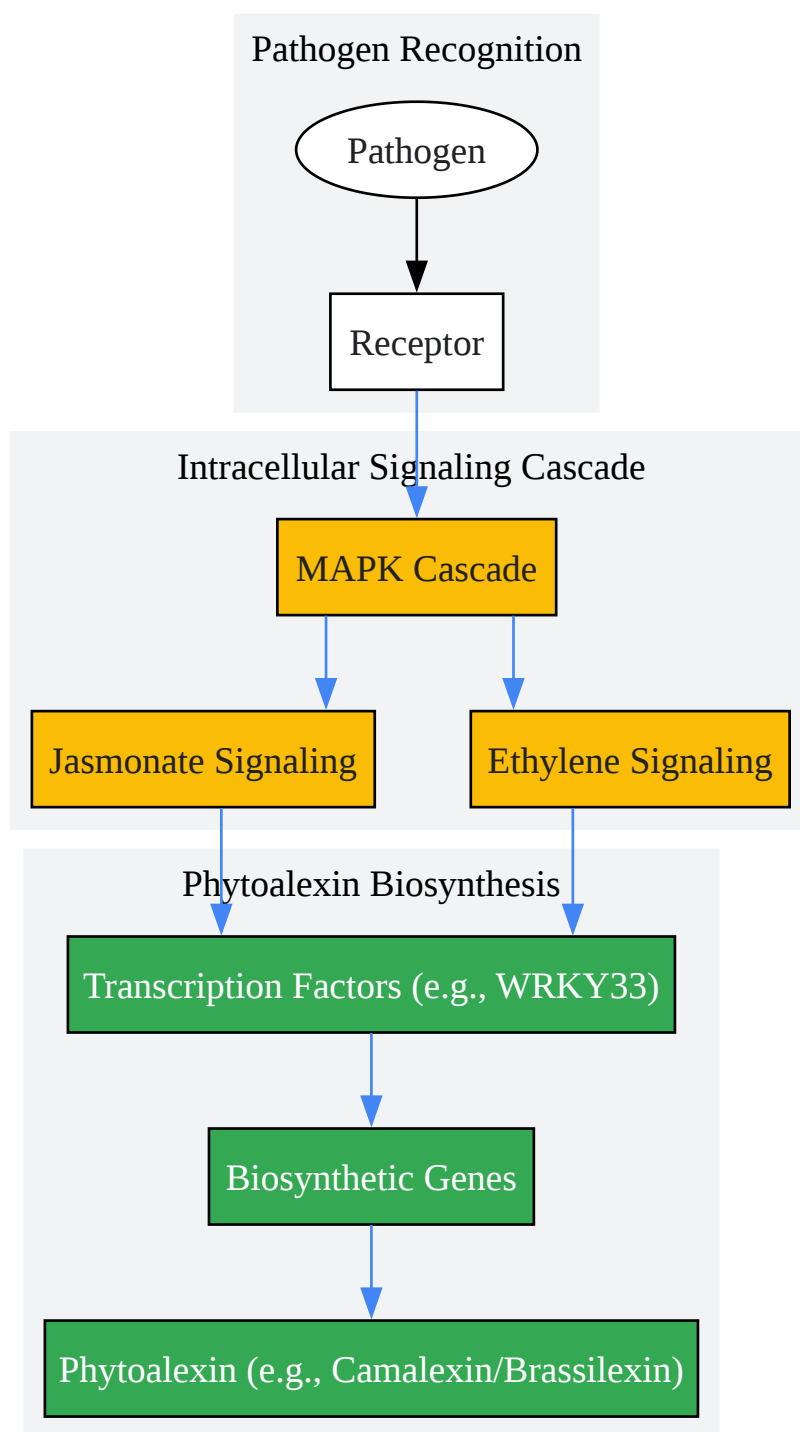 Pathogen Recognition
Pathogen
Receptor
Intracellular Signaling Cascade
MAPK Cascade
Jasmonate Signaling
Ethylene Signaling
Phytoalexin Biosynthesis
Transcription Factors (e.g., WRKY33)
Biosynthetic Genes
Phytoalexin (e.g., Camalexin/Brassilexin)